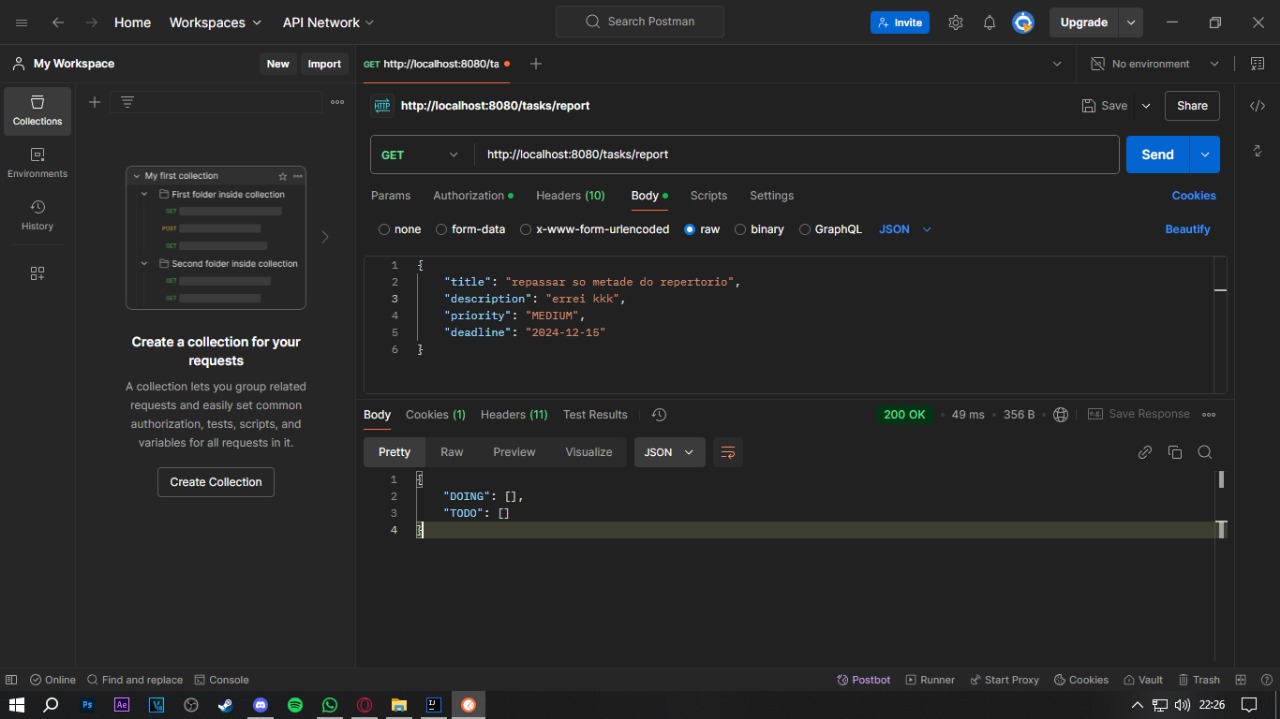 Home Workspaces API Network Search Postman Invite Upgrade
My Workspace New Import GET http://localhost:8080/ta No environment
Collections
Environments
History
My first collection
First folder inside collection
GET
POST
GET
Second folder inside collection
GET
GET
Create a collection for your
requests
A collection lets you group related
requests and easily set common
authorization, tests, scripts, and
variables for all requests in it.
Create Collection
HTTP http://localhost:8080/tasks/report Save Share
GET http://localhost:8080/tasks/report Send
Params Authorization Headers (10) Body Scripts Settings Cookies
none form-data x-www-form-urlencoded raw binary GraphQL JSON Beautify
1 {
2 "title": "repassar so metade do repertorio",
3 "description": "errei kkk",
4 "priority": "MEDIUM",
5 "deadline": "2024-12-15"
6 }
Body Cookies (1) Headers (11) Test Results 200 OK 49 ms 356 B Save Response
Pretty Raw Preview Visualize JSON
1 {
2 "DOING": [],
3 "TODO": []
4 }
Online Find and replace Console Postbot Runner Start Proxy Cookies Vault Trash
Ps Ae IJ 22:26